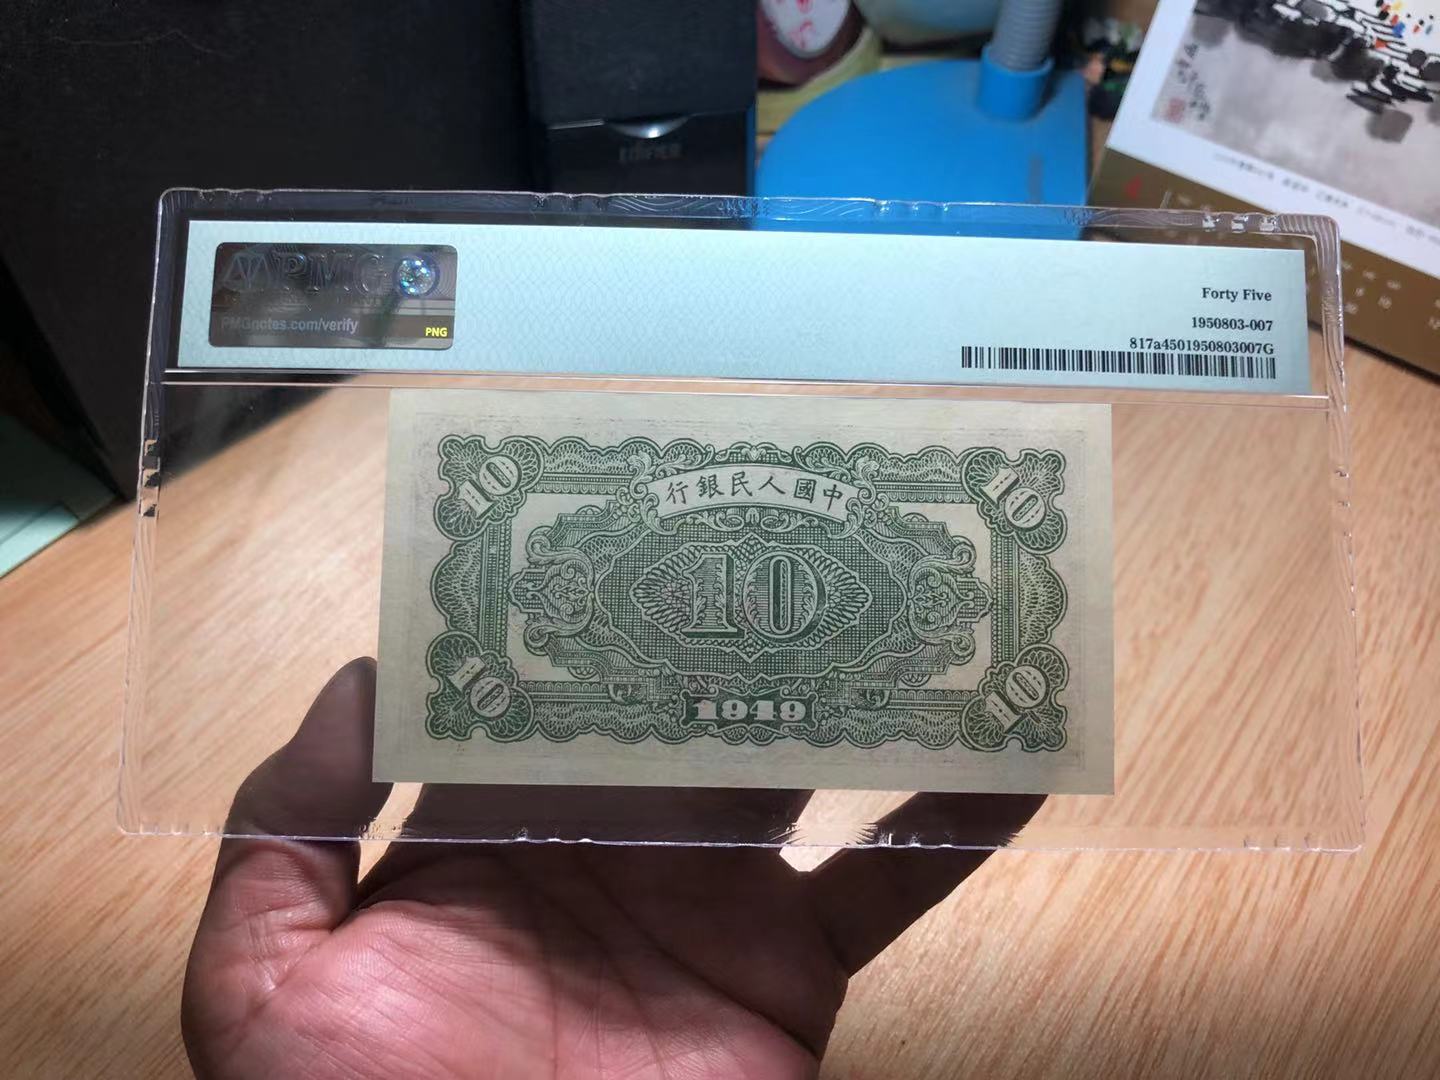 EDIFIER
PMG
PMGnotes.com/verify
PNG
Forty Five
1950803-007
817a4501950803007G
10
10
行銀民人國中
10
10
10
1949